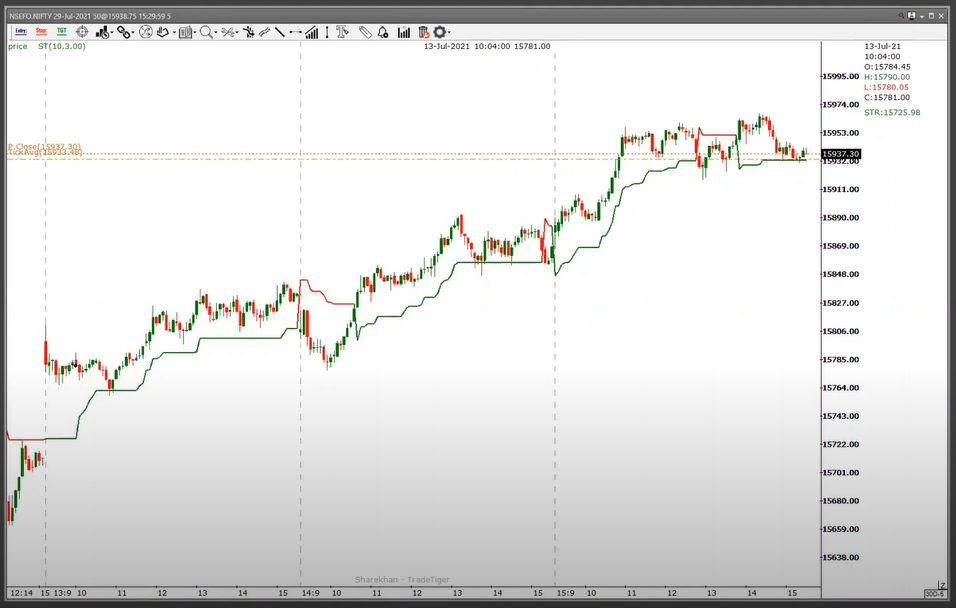 NSEFO.NIFTY 29-Jul-2021 50@15938.75 15:29:59 5
Entry Stop TGT
price ST(10,3.00)
13-Jul-2021 10:04:00 15781.00
13-Jul-21
10:04:00
O:15784.45
H:15790.00
L:15780.05
C:15781.00
STR:15725.98
15995.00
15974.00
15953.00
P.Close(15937.30)
15937.30
15932.00
15911.00
15890.00
15869.00
15848.00
15827.00
15806.00
15785.00
15764.00
15743.00
15722.00
15701.00
15680.00
15659.00
15638.00
Sharekhan - TradeTiger
12:14 15 13:9 10 11 12 13 14 15 14:9 10 11 12 13 14 15 15:9 10 11 12 13 14 15
Z
30D-5